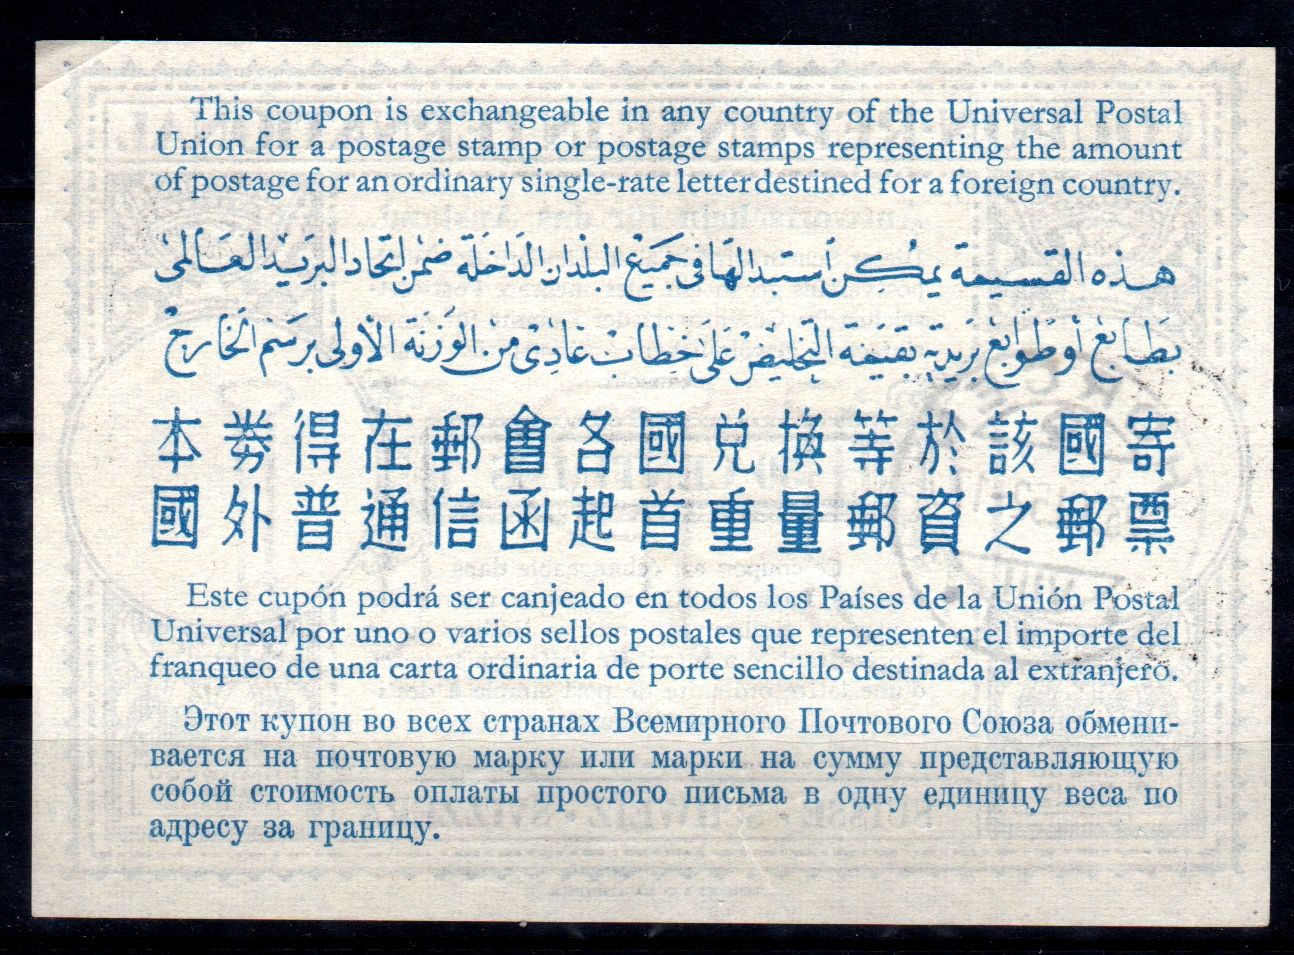 This coupon is exchangeable in any country of the Universal Postal
Union for a postage stamp or postage stamps representing the amount
of postage for an ordinary single-rate letter destined for a foreign country.
هذه القسيمة يمكن استبدالها في جميع البلدان الداخلة ضمن اتحاد البريد العالمى
بطابع أو طوابع بريدية بقيمة التخليص على خطاب عادى من الوزنة الأولى برسم الخارج
本券得在郵會各國兌換等於該國寄
國外普通信函起首重量郵資之郵票
Este cupón podrá ser canjeado en todos los Países de la Unión Postal
Universal por uno o varios sellos postales que representen el importe del
franqueo de una carta ordinaria de porte sencillo destinada al extranjero.
Этот купон во всех странах Всемирного Почтового Союза обмени-
вается на почтовую марку или марки на сумму представляющую
собой стоимость оплаты простого письма в одну единицу веса по
адресу за границу.